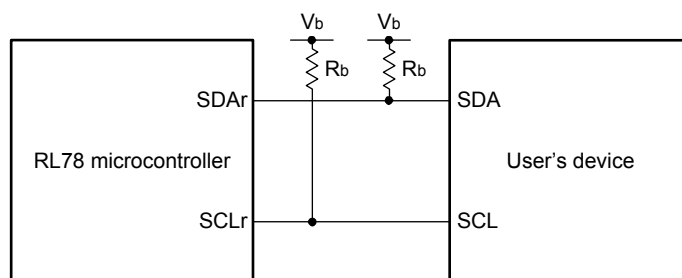 Vb Vb
Rb Rb
SDAr SDA
RL78 microcontroller User’s device
SCLr SCL